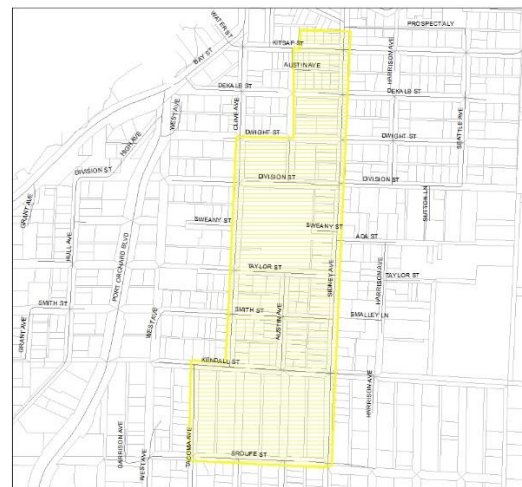 WATER ST
PROSPECT ALY
KITSAP ST
BAY ST
AUSTIN AVE
HARRISON AVE
DEKALB ST
DEKALB ST
WEST AVE
CLINE AVE
SEATTLE AVE
DWIGHT ST
DWIGHT ST
HIGH AVE
DIVISION ST
DIVISION ST
DIVISION ST
SUTTON LN
GRANT AVE
SWEANY ST
SWEANY ST
HULL AVE
ADA ST
PORT ORCHARD BLVD
TAYLOR ST
SIDNEY AVE
HARRISON AVE
TAYLOR ST
SMITH ST
WEST AVE
SMITH ST
AUSTIN AVE
SMALLEY LN
GRANT AVE
KENDALL ST
HARRISON AVE
GARRISON AVE
WEST AVE
TACOMA AVE
SROUFE ST